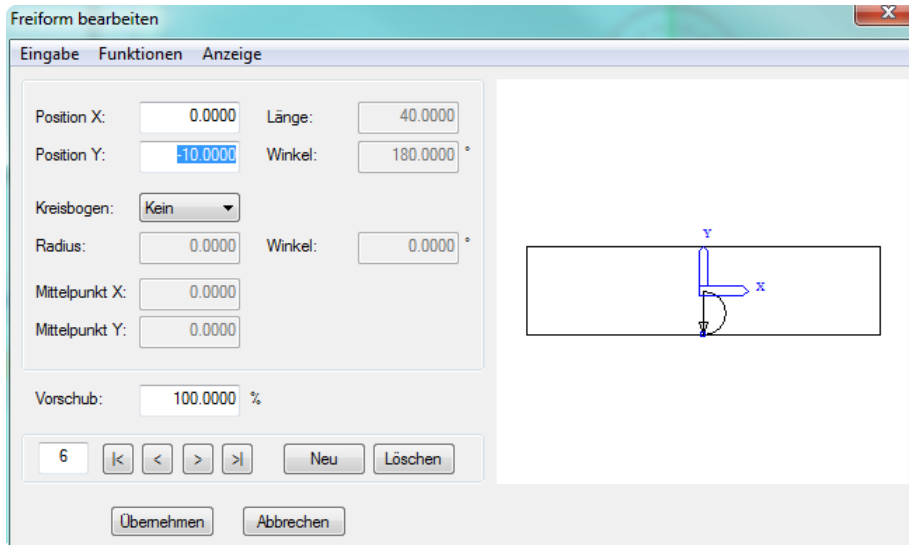 Freiform bearbeiten
X
Eingabe Funktionen Anzeige
Position X: 0.0000 Länge: 40.0000
Position Y: -10.0000 Winkel: 180.0000 °
Kreisbogen: Kein
Radius: 0.0000 Winkel: 0.0000 °
Mittelpunkt X: 0.0000
Mittelpunkt Y: 0.0000
Vorschub: 100.0000 %
6 |< < > >| Neu Löschen
Übernehmen Abbrechen
Y
X